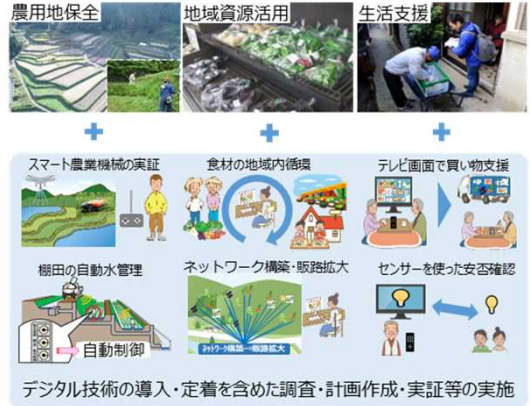 農用地保全
地域資源活用
生活支援
スマート農業機械の実証
食材の地域内循環
テレビ画面で買い物支援
棚田の自動水管理
ネットワーク構築・販路拡大
センサーを使った安否確認
自動制御
ネットワーク構築→販路拡大
デジタル技術の導入・定着を含めた調査・計画作成・実証等の実施